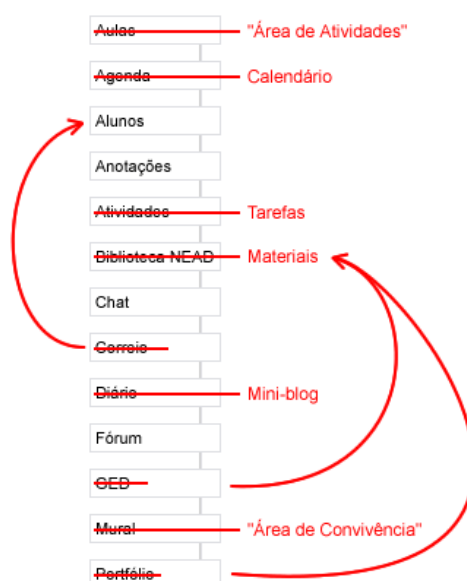 Aulas "Área de Atividades"
Agenda Calendário
Alunos
Anotações
Atividades Tarefas
Biblioteca NEAD Materiais
Chat
Correio
Diário Mini-blog
Fórum
GED
Mural "Área de Convivência"
Portfólio